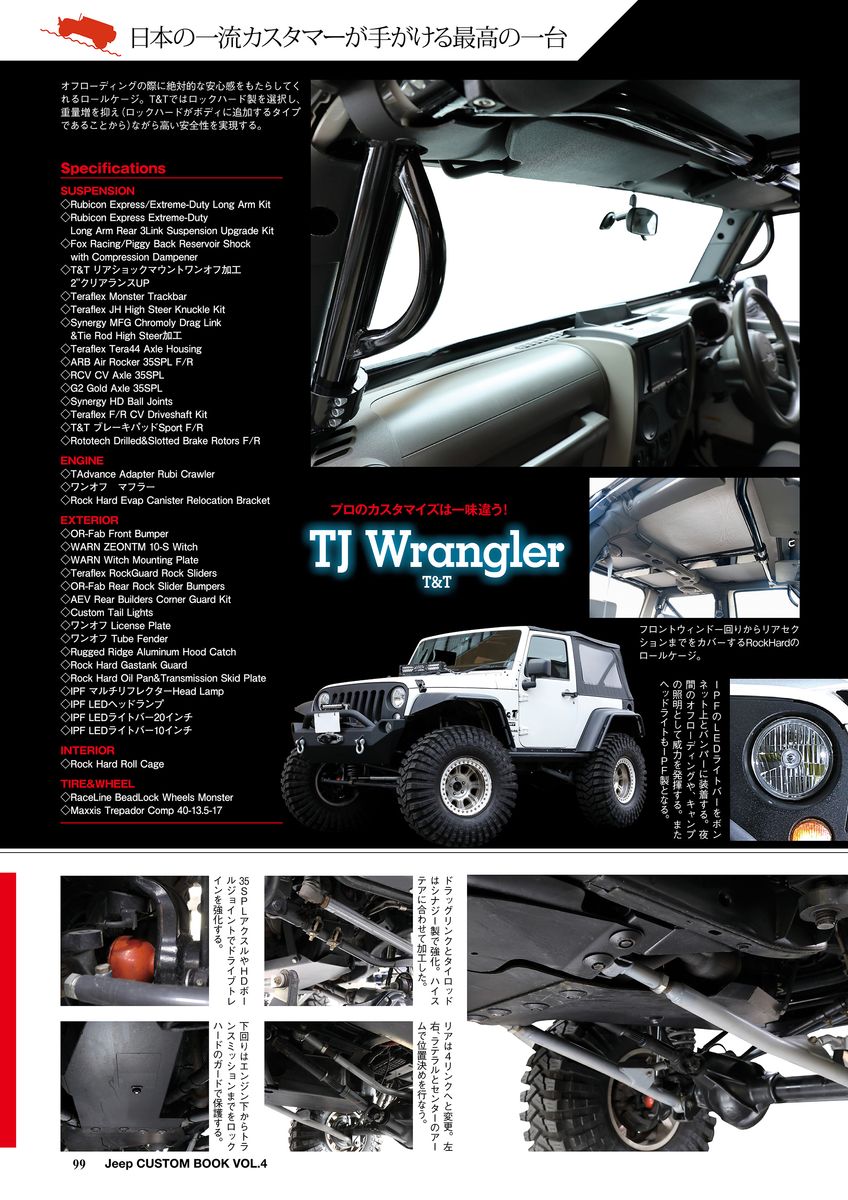 日本の一流カスタマーが手がける最高の一台
オフローディングの際に絶対的な安心感をもたらしてく
れるロールケージ。T&Tではロックハード製を選択し、
重量増を抑え（ロックハードがボディに追加するタイプ
であることから）ながら高い安全性を実現する。
Specifications
SUSPENSION
◇Rubicon Express/Extreme-Duty Long Arm Kit
◇Rubicon Express Extreme-Duty
Long Arm Rear 3Link Suspension Upgrade Kit
◇Fox Racing/Piggy Back Reservoir Shock
with Compression Dampener
◇T&T リアショックマウントワンオフ加工
2"クリアランスUP
◇Teraflex Monster Trackbar
◇Teraflex JH High Steer Knuckle Kit
◇Synergy MFG Chromoly Drag Link
&Tie Rod High Steer加工
◇Teraflex Tera44 Axle Housing
◇ARB Air Rocker 35SPL F/R
◇RCV CV Axle 35SPL
◇G2 Gold Axle 35SPL
◇Synergy HD Ball Joints
◇Teraflex F/R CV Driveshaft Kit
◇T&T ブレーキパッドSport F/R
◇Rototech Drilled&Slotted Brake Rotors F/R
ENGINE
◇TAdvance Adapter Rubi Crawler
◇ワンオフ　マフラー
◇Rock Hard Evap Canister Relocation Bracket
EXTERIOR
◇OR-Fab Front Bumper
◇WARN ZEONTM 10-S Witch
◇WARN Witch Mounting Plate
◇Teraflex RockGuard Rock Sliders
◇OR-Fab Rear Rock Slider Bumpers
◇AEV Rear Builders Corner Guard Kit
◇Custom Tail Lights
◇ワンオフ License Plate
◇ワンオフ Tube Fender
◇Rugged Ridge Aluminum Hood Catch
◇Rock Hard Gastank Guard
◇Rock Hard Oil Pan&Transmission Skid Plate
◇IPF マルチリフレクターHead Lamp
◇IPF LEDヘッドランプ
◇IPF LEDライトバー20インチ
◇IPF LEDライトバー10インチ
INTERIOR
◇Rock Hard Roll Cage
TIRE&WHEEL
◇RaceLine BeadLock Wheels Monster
◇Maxxis Trepador Comp 40-13.5-17
プロのカスタマイズは一味違う！
TJ Wrangler
T&T
フロントウィンドー回りからリアセク
ションまでをカバーするRockHardの
ロールケージ。
IPFのLEDライトバーをボン
ネット上とバンパーに装着する。夜
間のオフローディングや、キャンプ
の照明として威力を発揮する。また
ヘッドライトもIPF製となる。
ドラッグリンクとタイロッド
はシナジー製で強化。ハイス
テアに合わせて加工した。
35SPLアクスルやHDボー
ルジョイントでドライブトレ
インを強化する。
リアは4リンクへと変更。左
右、ラテラルとセンターのアー
ムで位置決めを行なう。
下回りはエンジン下からトラ
ンスミッションまでをロック
ハードのガードで保護する。
99 Jeep CUSTOM BOOK VOL.4